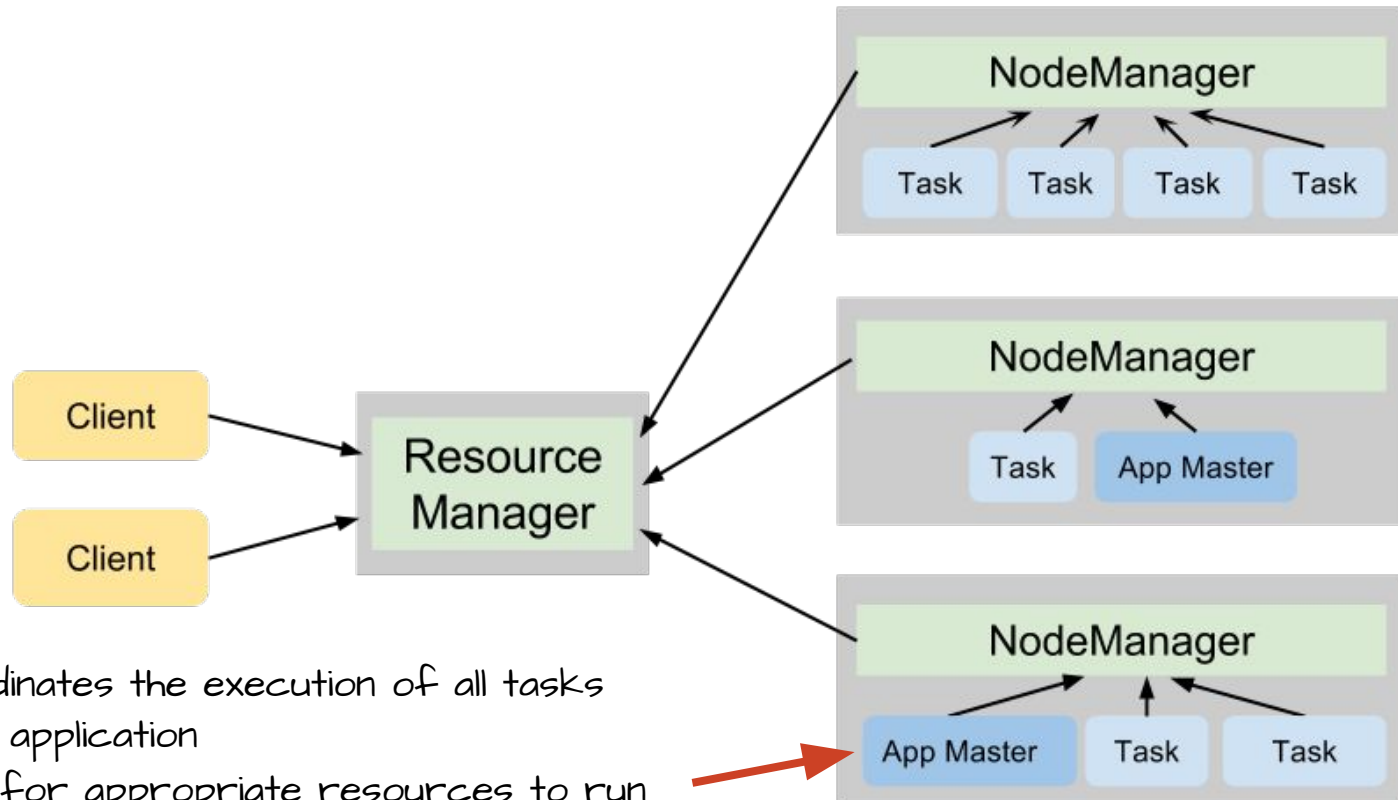 NodeManager
Task Task Task Task
NodeManager
Task App Master
Client
Resource
Manager
Client
NodeManager
App Master Task Task
dinates the execution of all tasks
application
for appropriate resources to run